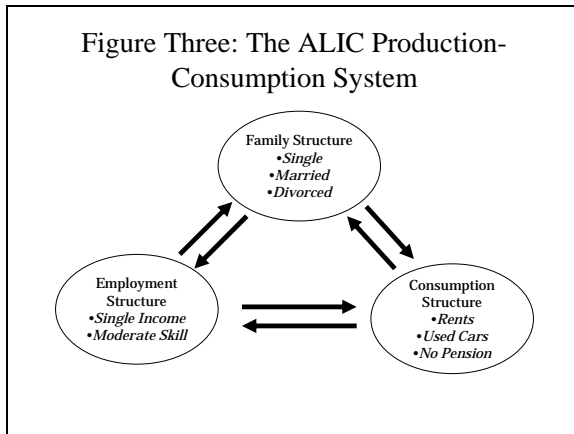 Figure Three: The ALIC Production-
Consumption System
Family Structure
•Single
•Married
•Divorced
Employment
Structure
•Single Income
•Moderate Skill
Consumption
Structure
•Rents
•Used Cars
•No Pension